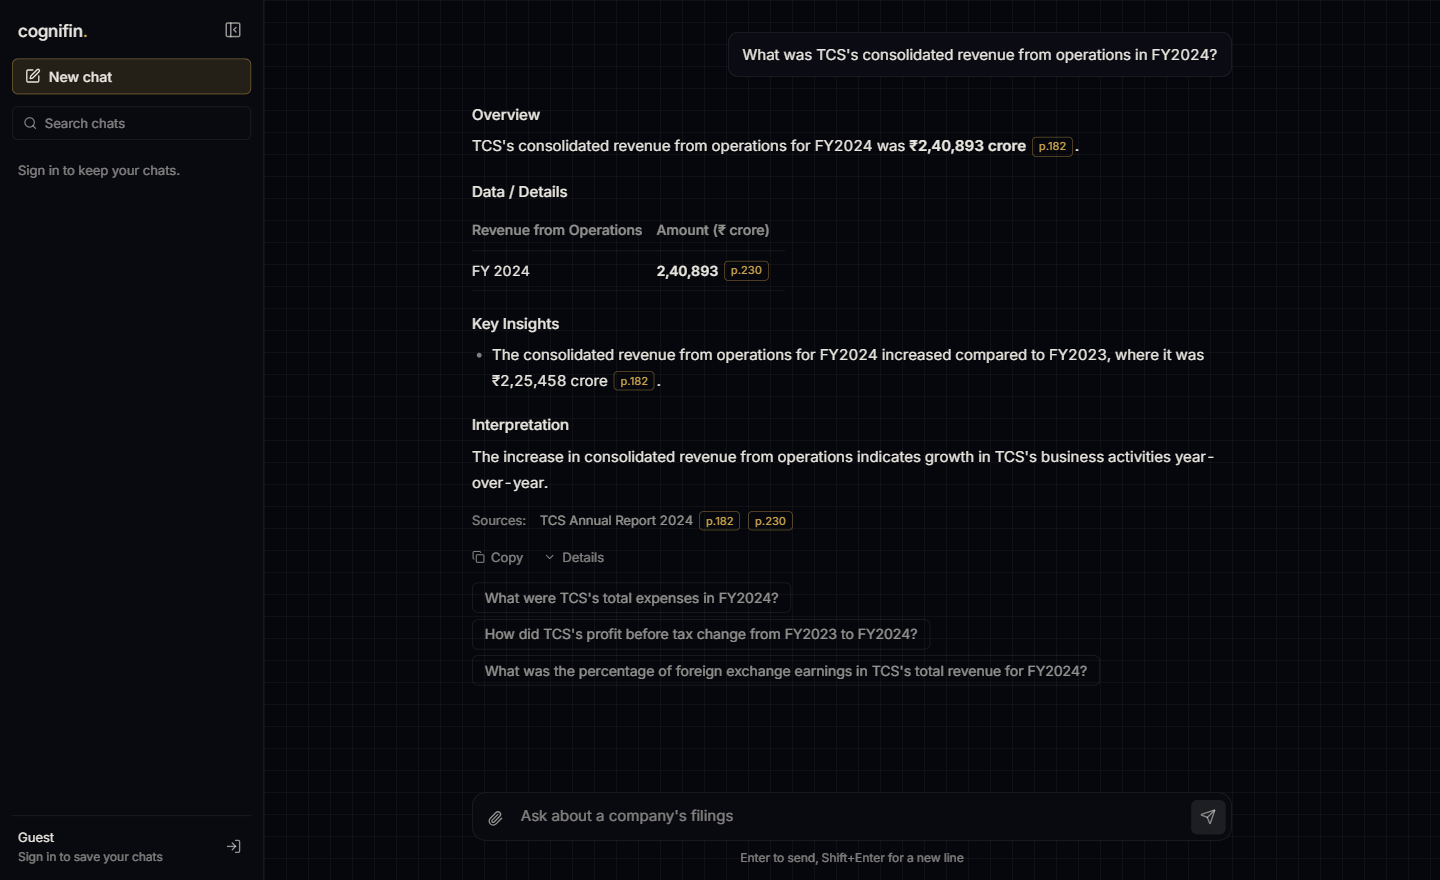 cognifin.
New chat
Search chats
Sign in to keep your chats.
What was TCS's consolidated revenue from operations in FY2024?
Overview
TCS's consolidated revenue from operations for FY2024 was ₹2,40,893 crore p.182 .
Data / Details
Revenue from Operations Amount (₹ crore)
FY 2024 2,40,893 p.230
Key Insights
• The consolidated revenue from operations for FY2024 increased compared to FY2023, where it was
₹2,25,458 crore p.182 .
Interpretation
The increase in consolidated revenue from operations indicates growth in TCS's business activities year-
over-year.
Sources: TCS Annual Report 2024 p.182 p.230
Copy Details
What were TCS's total expenses in FY2024?
How did TCS's profit before tax change from FY2023 to FY2024?
What was the percentage of foreign exchange earnings in TCS's total revenue for FY2024?
Ask about a company's filings
Enter to send, Shift+Enter for a new line
Guest
Sign in to save your chats